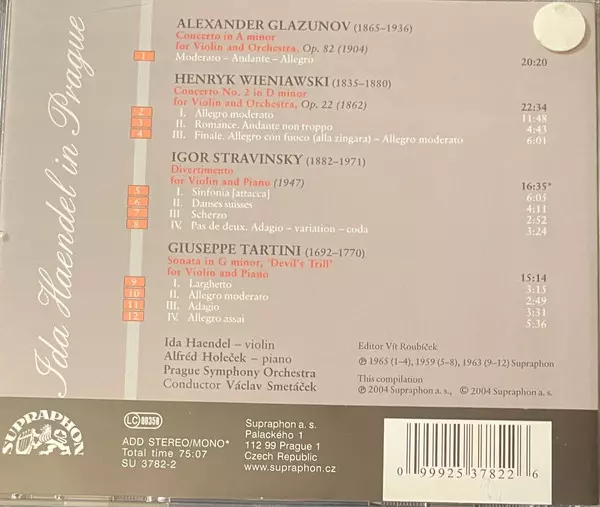 Ida Haendel in Prague
ALEXANDER GLAZUNOV (1865–1936)
Concerto in A minor
for Violin and Orchestra, Op. 82 (1904)
1 Moderato – Andante – Allegro 20:20
HENRYK WIENIAWSKI (1835–1880)
Concerto No. 2 in D minor
for Violin and Orchestra, Op. 22 (1862) 22:34
2 I. Allegro moderato 11:48
3 II. Romance. Andante non troppo 4:43
4 III. Finale. Allegro con fuoco (alla zingara) – Allegro moderato 6:01
IGOR STRAVINSKY (1882–1971)
Divertimento
for Violin and Piano (1947) 16:35*
5 I. Sinfonia [attacca] 6:05
6 II. Danses suisses 4:11
7 III Scherzo 2:52
8 IV. Pas de deux. Adagio – variation – coda 3:24
GIUSEPPE TARTINI (1692–1770)
Sonata in G minor, 'Devil's Trill'
for Violin and Piano 15:14
9 I. Larghetto 3:15
10 II. Allegro moderato 2:49
11 III. Adagio 3:31
12 IV. Allegro assai 5:36
Ida Haendel – violin
Alfréd Holeček – piano
Prague Symphony Orchestra
Conductor Václav Smetáček
Editor Vít Roubíček
℗ 1965 (1–4), 1959 (5–8), 1963 (9–12) Supraphon
This compilation
℗ 2004 Supraphon a. s., © 2004 Supraphon a. s.
SUPRAPHON
LC 00358
ADD STEREO/MONO*
Total time 75:07
SU 3782-2
Supraphon a. s.
Palackého 1
112 99 Prague 1
Czech Republic
www.supraphon.cz
0 99925 37822 6